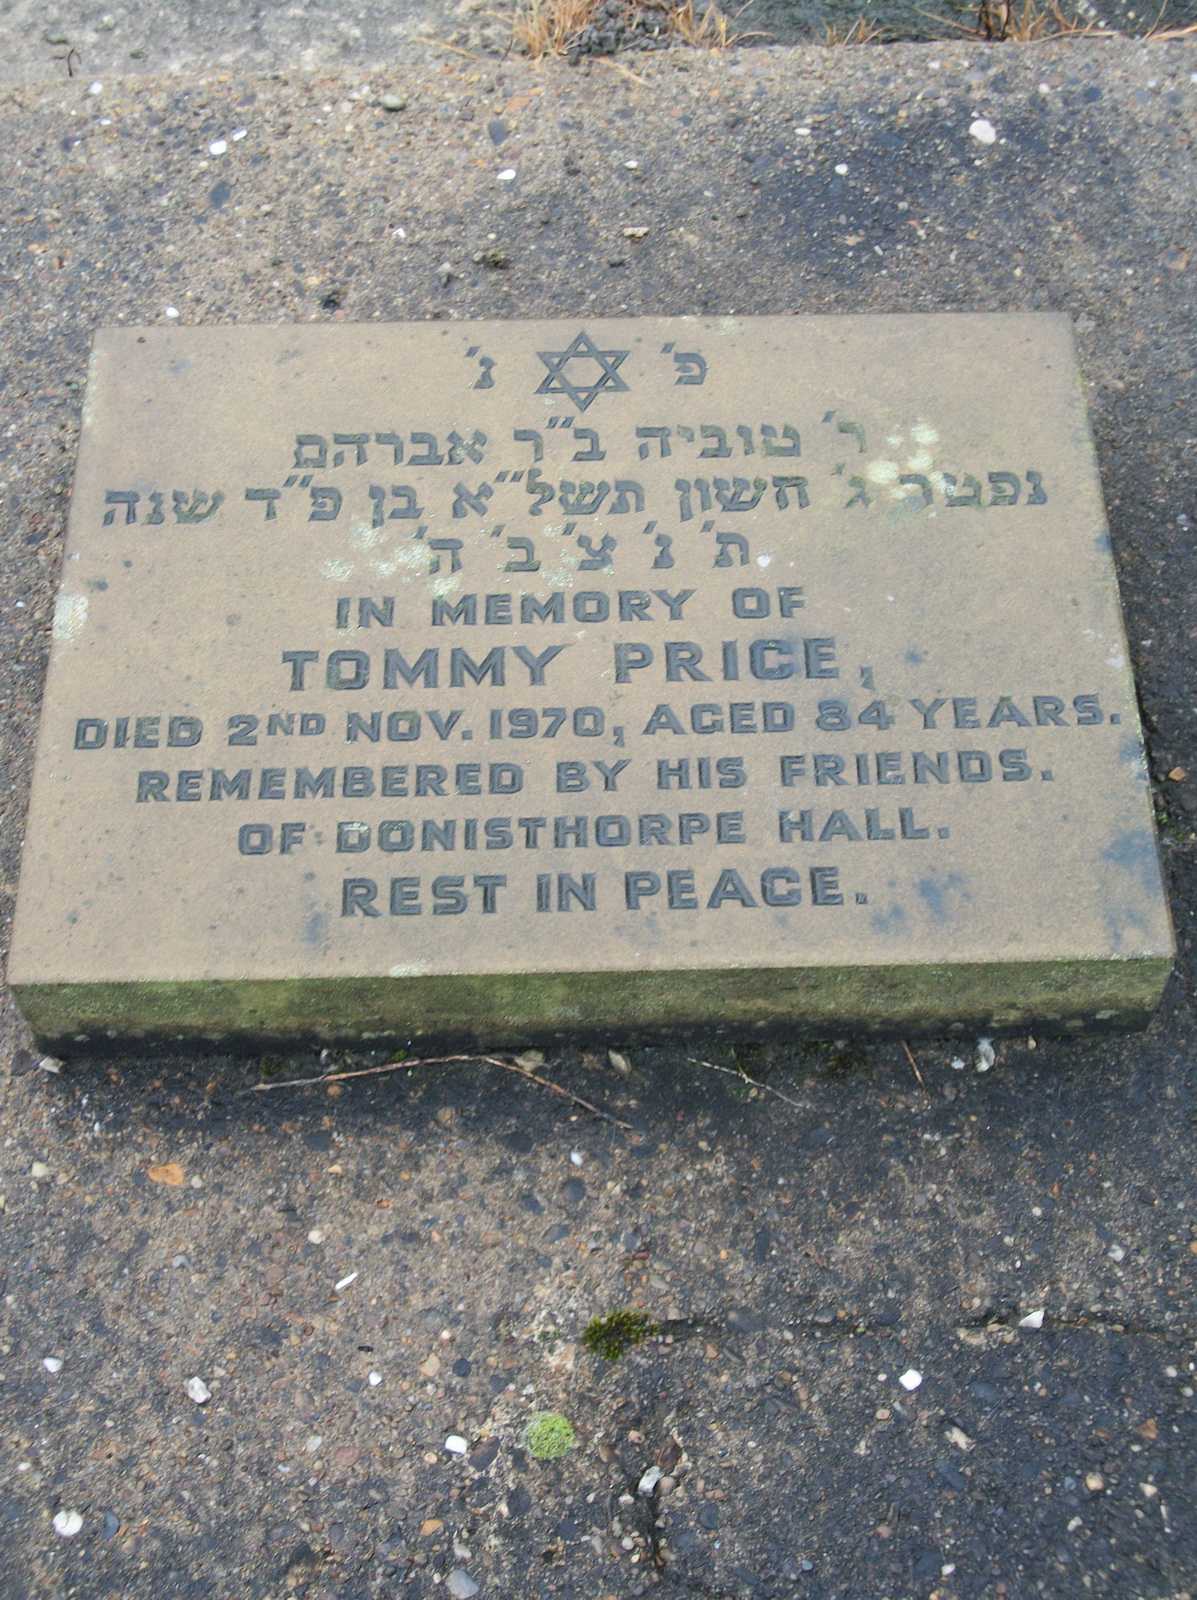 פ' נ'
ר' טוביה ב"ר אברהם
נפטר ג' חשון תשל"א בן פ"ד שנה
ת' נ' צ' ב' ה'
IN MEMORY OF
TOMMY PRICE,
DIED 2ND NOV. 1970, AGED 84 YEARS.
REMEMBERED BY HIS FRIENDS.
OF DONISTHORPE HALL.
REST IN PEACE.